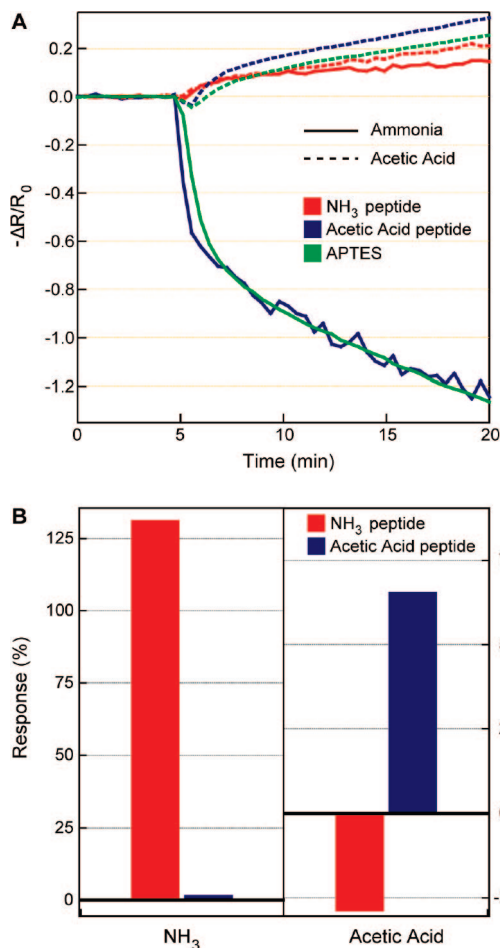 A
0.2
0.0
-0.2
-0.4
-0.6
-0.8
-1.0
-1.2
-ΔR/R₀
Ammonia
Acetic Acid
NH₃ peptide
Acetic Acid peptide
APTES
0 5 10 15 20
Time (min)
B
125
100
75
50
25
0
Response (%)
NH₃ peptide
Acetic Acid peptide
NH₃ Acetic Acid